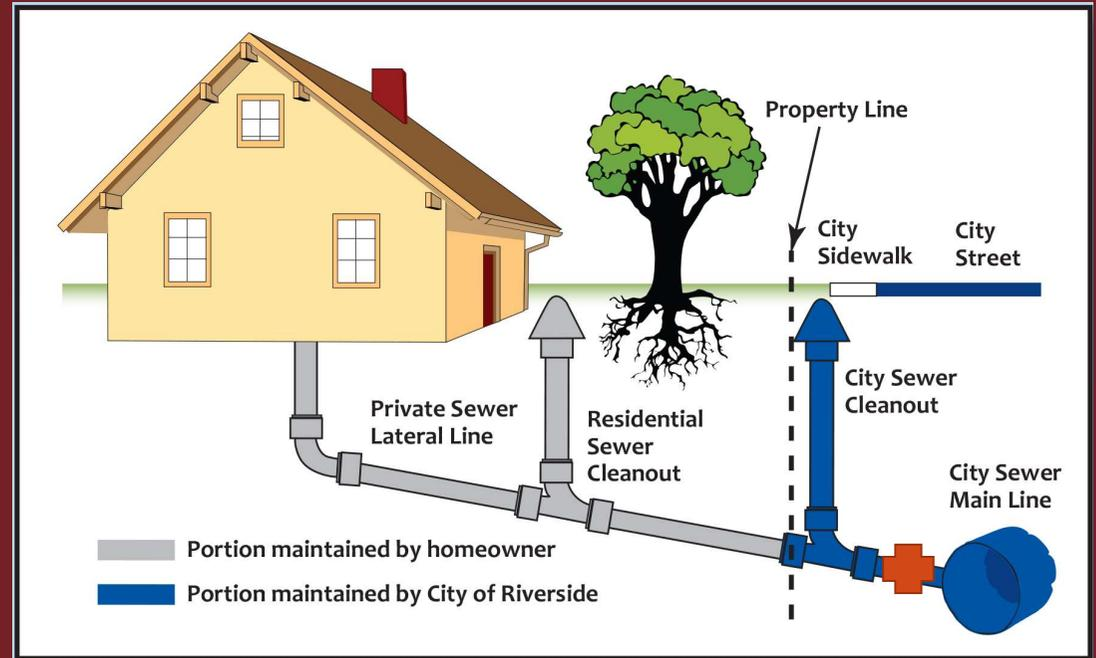 Property Line
City
Sidewalk
City
Street
City Sewer
Cleanout
Private Sewer
Lateral Line
Residential
Sewer
Cleanout
City Sewer
Main Line
Portion maintained by homeowner
Portion maintained by City of Riverside